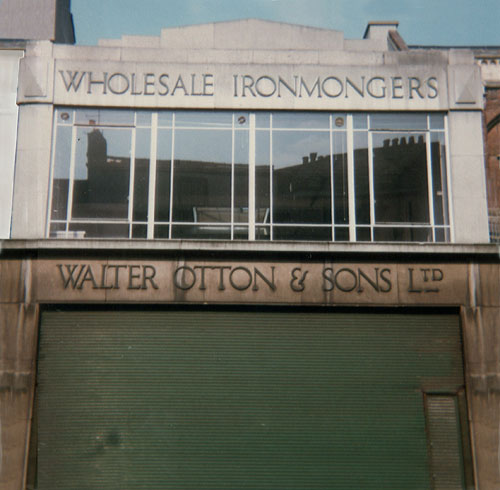 WHOLESALE IRONMONGERS
WALTER OTTON & SONS LTD